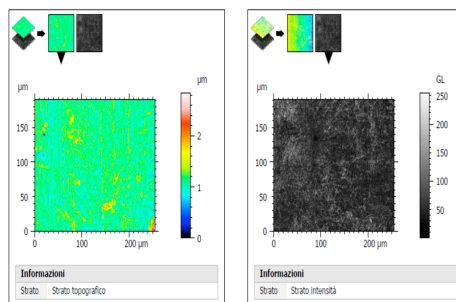 µm
µm
150
100
50
0
0
100
200 µm
2
1
0
Informazioni
Strato Strato topografico
µm
GL
150
100
50
0
0
100
200 µm
250
200
150
100
50
Informazioni
Strato Strato intensità